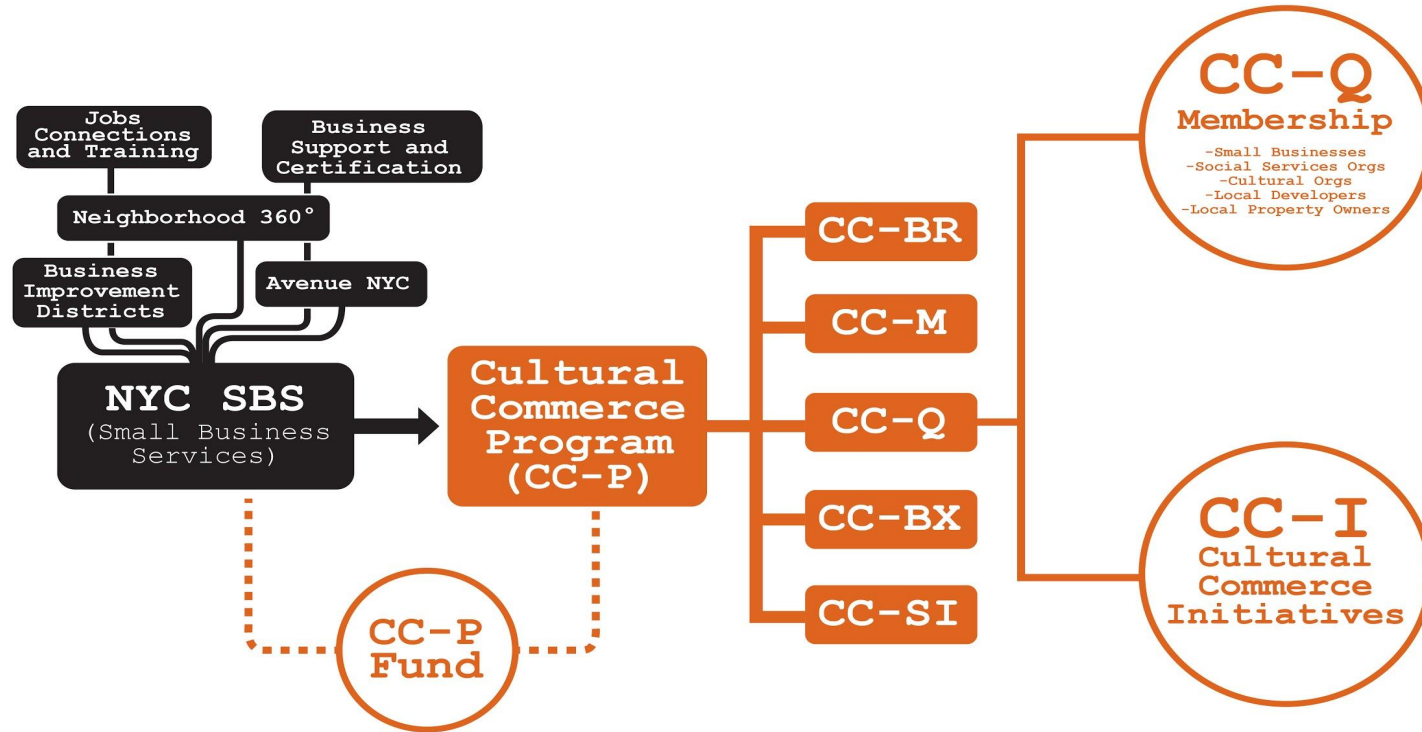 Jobs
Connections
and Training
Business
Support and
Certification
Neighborhood 360°
Business
Improvement
Districts
Avenue NYC
NYC SBS
(Small Business
Services)
Cultural
Commerce
Program
(CC-P)
CC-P
Fund
CC-BR
CC-M
CC-Q
CC-BX
CC-SI
CC-Q
Membership
-Small Businesses
-Social Services Orgs
-Cultural Orgs
-Local Developers
-Local Property Owners
CC-I
Cultural
Commerce
Initiatives